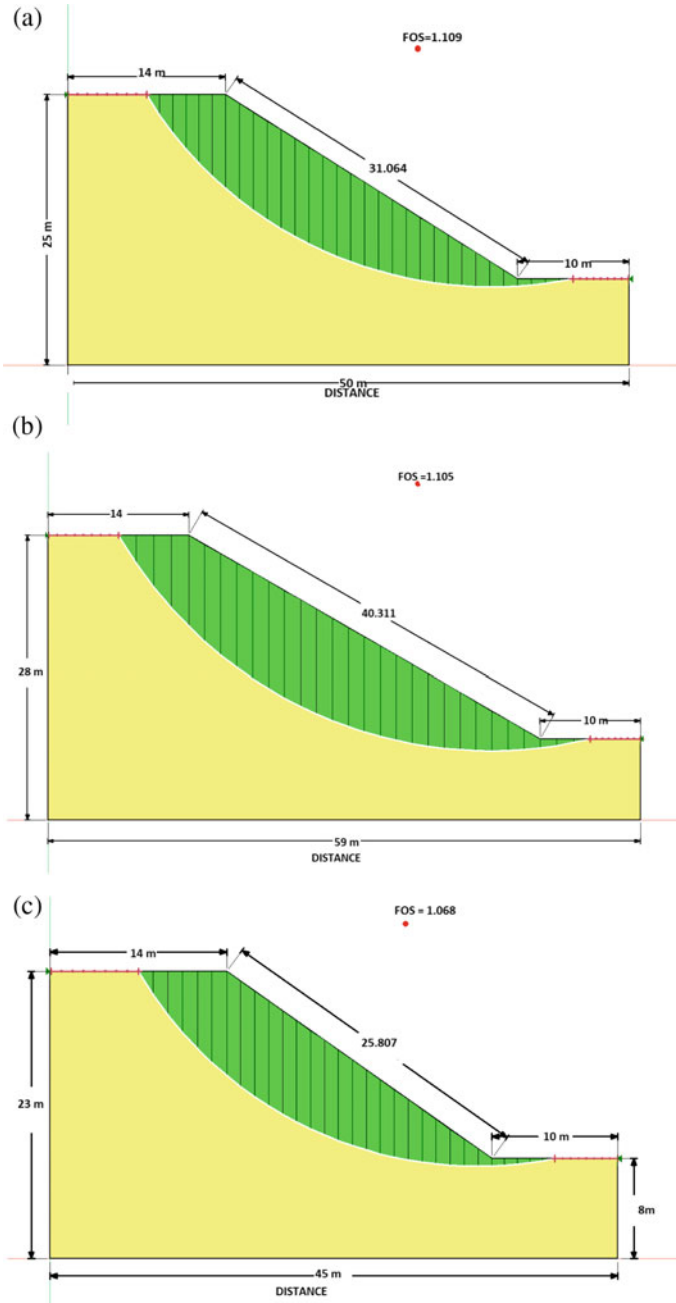 (a)
FOS=1.109
14 m
31.064
25 m
10 m
50 m
DISTANCE
(b)
FOS =1.105
14
40.311
28 m
10 m
59 m
DISTANCE
(c)
FOS = 1.068
14 m
25.807
23 m
10 m
8m
45 m
DISTANCE